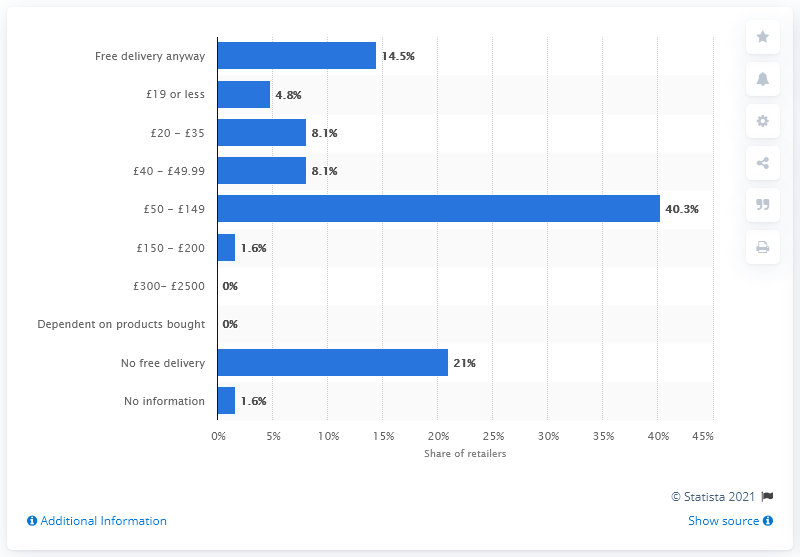 Free delivery anyway 14.5%
£19 or less 4.8%
£20 – £35 8.1%
£40 – £49.99 8.1%
£50 – £149 40.3%
£150 – £200 1.6%
£300– £2500 0%
Dependent on products bought 0%
No free delivery 21%
No information 1.6%
0% 5% 10% 15% 20% 25% 30% 35% 40% 45%
Share of retailers
© Statista 2021
Additional Information Show source